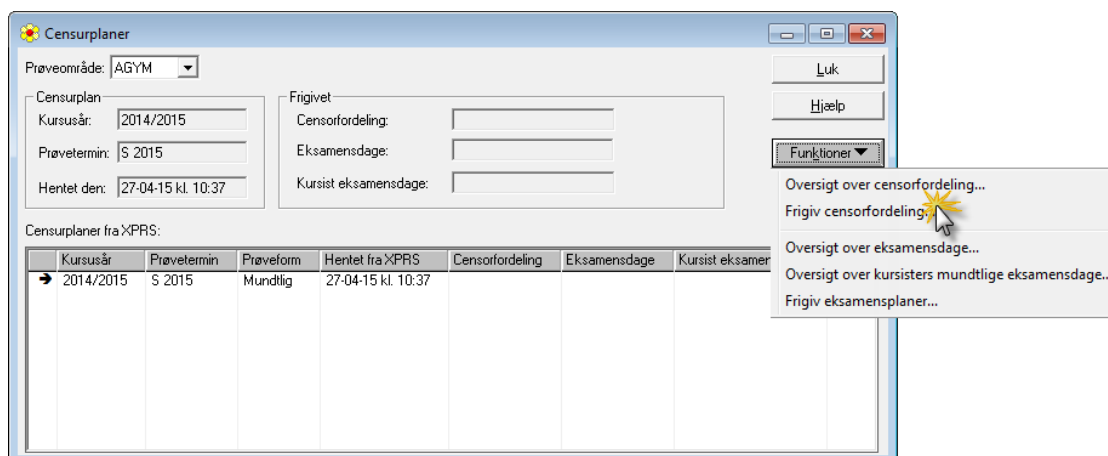 Censurplaner
Prøveområde: AGYM
Luk
Censurplan
Frigivet
Hjælp
Kursusår: 2014/2015
Censorfordeling:
Prøvetermin: S 2015
Eksamensdage:
Funktioner
Hentet den: 27-04-15 kl. 10:37
Kursist eksamensdage:
Oversigt over censorfordeling...
Frigiv censorfordeling...
Oversigt over eksamensdage...
Oversigt over kursisters mundtlige eksamensdage..
Frigiv eksamensplaner...
Censurplaner fra XPRS:
Kursusår Prøvetermin Prøveform Hentet fra XPRS Censorfordeling Eksamensdage Kursist eksamen
2014/2015 S 2015 Mundtlig 27-04-15 kl. 10:37